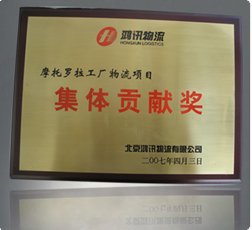 鸿讯物流
HONGXUN LOGISTICS
摩托罗拉工厂物流项目
集体贡献奖
北京鸿讯物流有限公司
二00七年四月三日